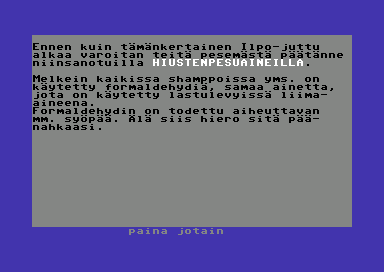 Ennen kuin tämänkertainen Ilpo-juttu
alkaa varoitan teitä pesemästä päätänne
niinsanotuilla HIUSTENPESUAINEILLA.
Melkein kaikissa shamppoissa yms. on
käytetty formaldehydiä, samaa ainetta,
jota on käytetty lastulevyissä liima-
aineena.
Formaldehydin on todettu aiheuttavan
mm. syöpää. Älä siis hiero sitä pää-
nahkaasi.
paina jotain